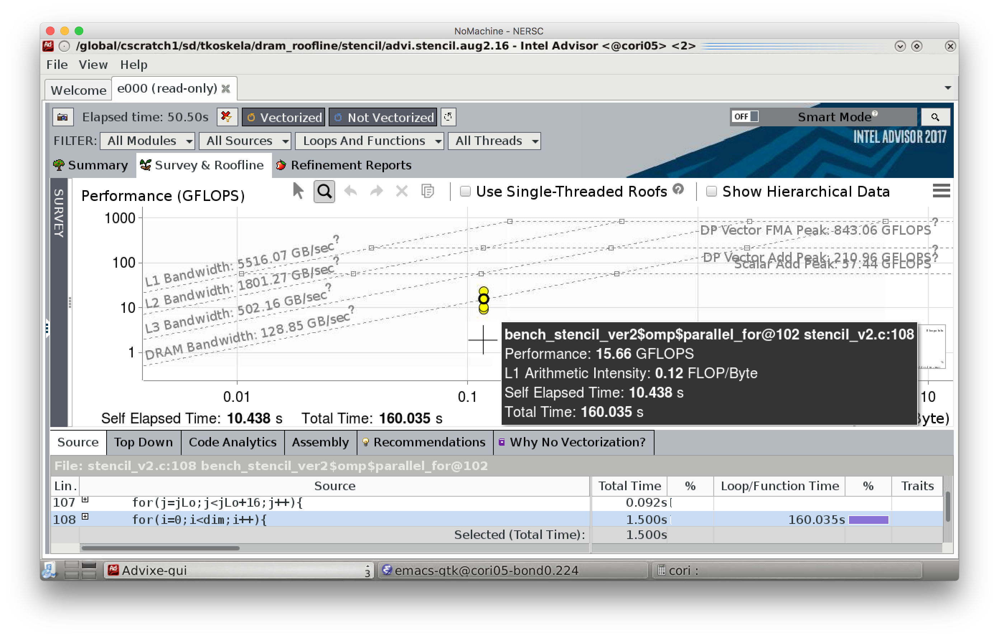 NoMachine - NERSC
/global/cscratch1/sd/tkoskela/dram_roofline/stencil/advi.stencil.aug2.16 - Intel Advisor <@cori05> <2>
File View Help
Welcome e000 (read-only)
Elapsed time: 50.50s Vectorized Not Vectorized OFF Smart Mode?
FILTER: All Modules All Sources Loops And Functions All Threads
INTEL ADVISOR 2017
Summary Survey & Roofline Refinement Reports
SURVEY
Performance (GFLOPS) Use Single-Threaded Roofs ? Show Hierarchical Data
1000
100
10
1
L1 Bandwidth: 5516.07 GB/sec?
L2 Bandwidth: 1801.27 GB/sec?
L3 Bandwidth: 502.16 GB/sec?
DRAM Bandwidth: 128.85 GB/sec?
DP Vector FMA Peak: 843.06 GFLOPS?
DP Vector Add Peak: 210.96 GFLOPS?
Scalar Add Peak: 57.44 GFLOPS?
bench_stencil_ver2$omp$parallel_for@102 stencil_v2.c:108
Performance: 15.66 GFLOPS
L1 Arithmetic Intensity: 0.12 FLOP/Byte
Self Elapsed Time: 10.438 s
Total Time: 160.035 s
0.01 0.1 10
Self Elapsed Time: 10.438 s Total Time: 160.035 s
yte)
Source Top Down Code Analytics Assembly Recommendations Why No Vectorization?
File: stencil_v2.c:108 bench_stencil_ver2$omp$parallel_for@102
Lin. Source Total Time % Loop/Function Time % Traits
107 for(j=jLo;j<jLo+16;j++){ 0.092s
108 for(i=0;i<dim;i++){ 1.500s 160.035s
Selected (Total Time): 1.500s
Advixe-gui 3 emacs-gtk@cori05-bond0.224 cori :